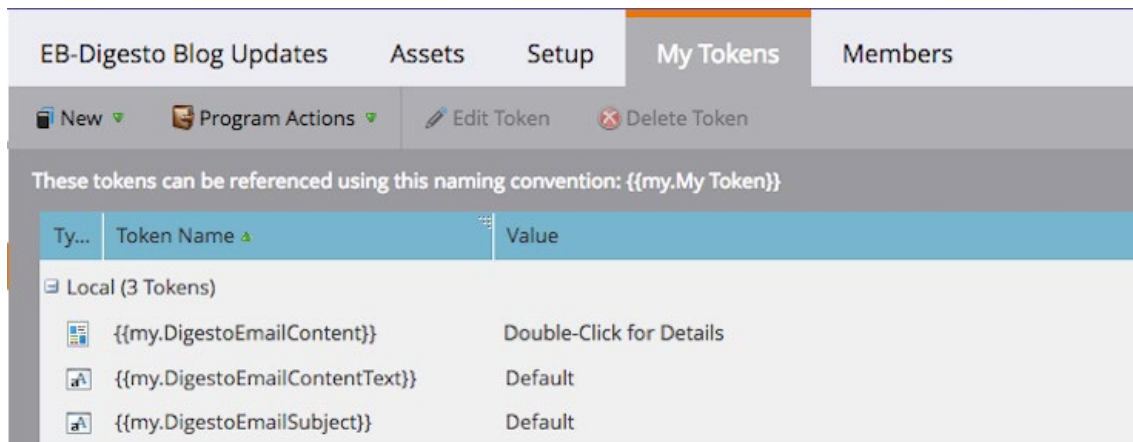 EB-Digesto Blog Updates Assets Setup My Tokens Members
New Program Actions Edit Token Delete Token
These tokens can be referenced using this naming convention: {{my.My Token}}
Ty... Token Name Value
Local (3 Tokens)
{{my.DigestoEmailContent}} Double-Click for Details
{{my.DigestoEmailContentText}} Default
{{my.DigestoEmailSubject}} Default